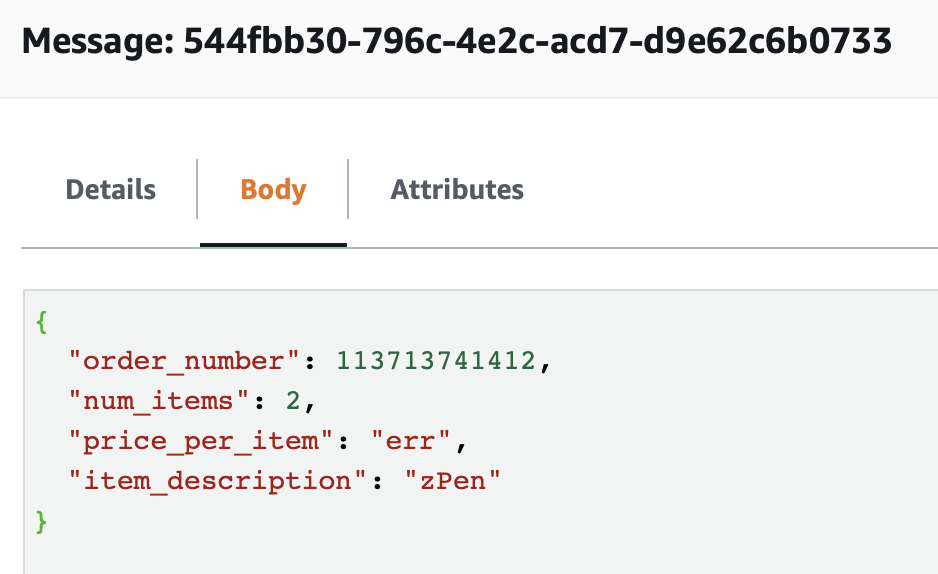 Message: 544fbb30-796c-4e2c-acd7-d9e62c6b0733
Details
Body
Attributes
{
"order_number": 113713741412,
"num_items": 2,
"price_per_item": "err",
"item_description": "zPen"
}